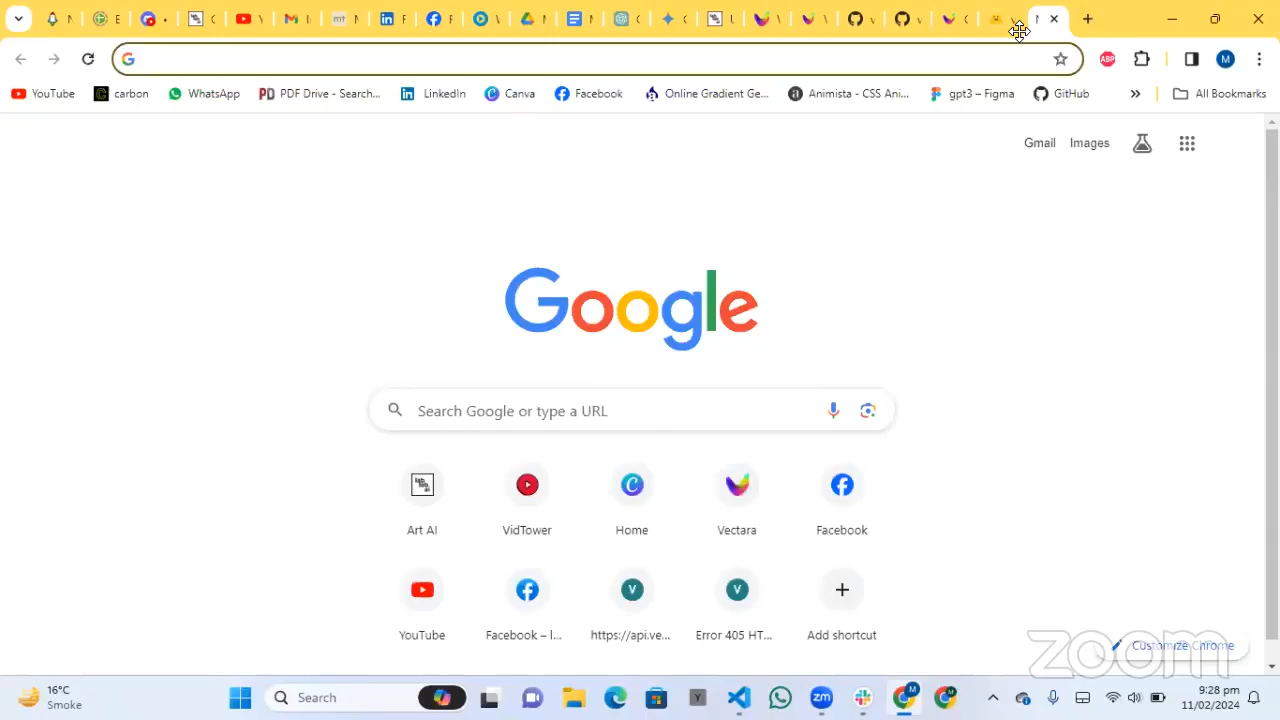 YouTube carbon WhatsApp PDF Drive - Search... LinkedIn Canva Facebook Online Gradient Ge... Animista - CSS Ani... gpt3 – Figma GitHub » All Bookmarks
Gmail Images
Google
Search Google or type a URL
Art AI VidTower Home Vectara Facebook
YouTube Facebook – l... https://api.ve... Error 405 HT... Add shortcut
Customize Chrome
zoom
16°C
Smoke
Search
9:28 pm
11/02/2024